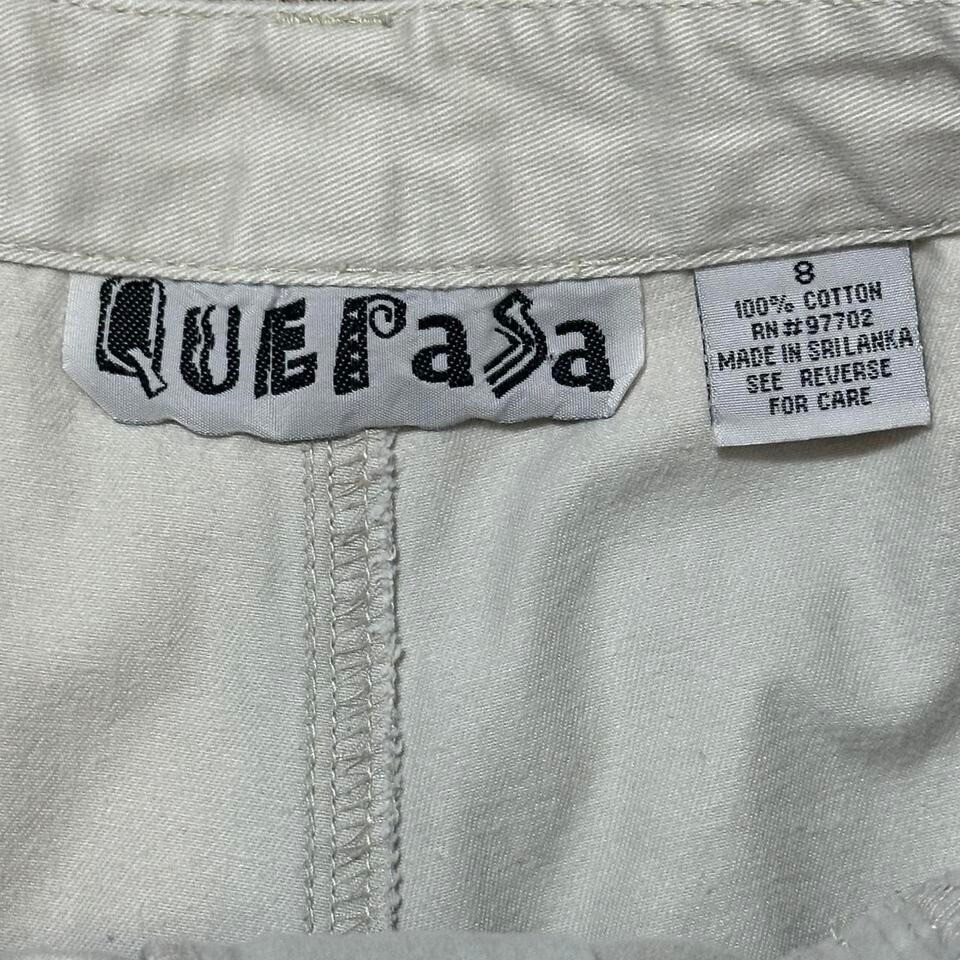 QUEPaSa
8
100% COTTON
RN#97702
MADE IN SRILANKA
SEE REVERSE
FOR CARE